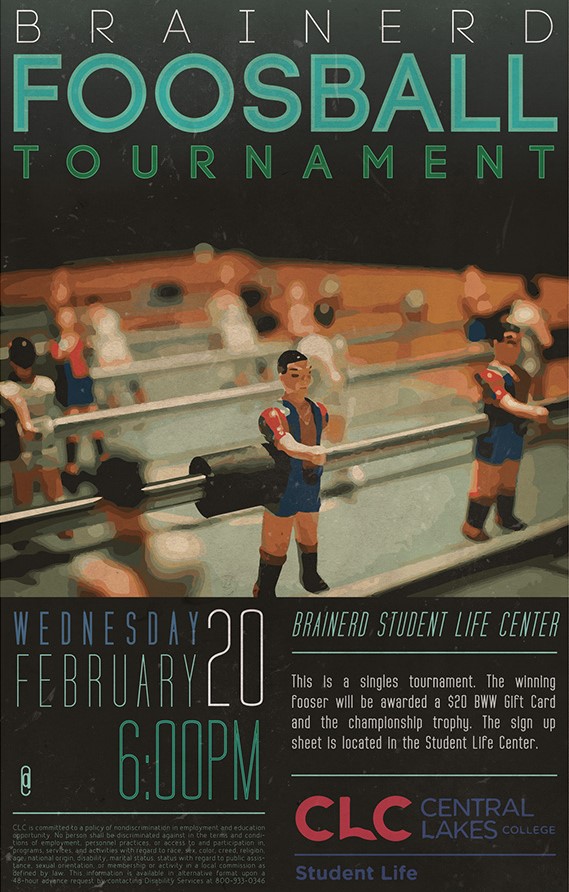 BRAINERD
FOOSBALL
TOURNAMENT
WEDNESDAY
FEBRUARY 20
@ 6:00PM
CLC is committed to a policy of nondiscrimination in employment and education
opportunity. No person shall be discriminated against in the terms and condi-
tions of employment, personnel practices, or access to and participation in,
programs, services, and activities with regard to race, sex, color, creed, religion,
age, national origin, disability, marital status, status with regard to public assis-
tance, sexual orientation, or membership or activity in a local commission as
defined by law. This information is available in alternative format upon a
48-hour advance request by contacting Disability Services at 800-933-0346
BRAINERD STUDENT LIFE CENTER
This is a singles tournament. The winning
fooser will be awarded a $20 BWW Gift Card
and the championship trophy. The sign up
sheet is located in the Student Life Center.
CLC CENTRAL
LAKES COLLEGE
Student Life